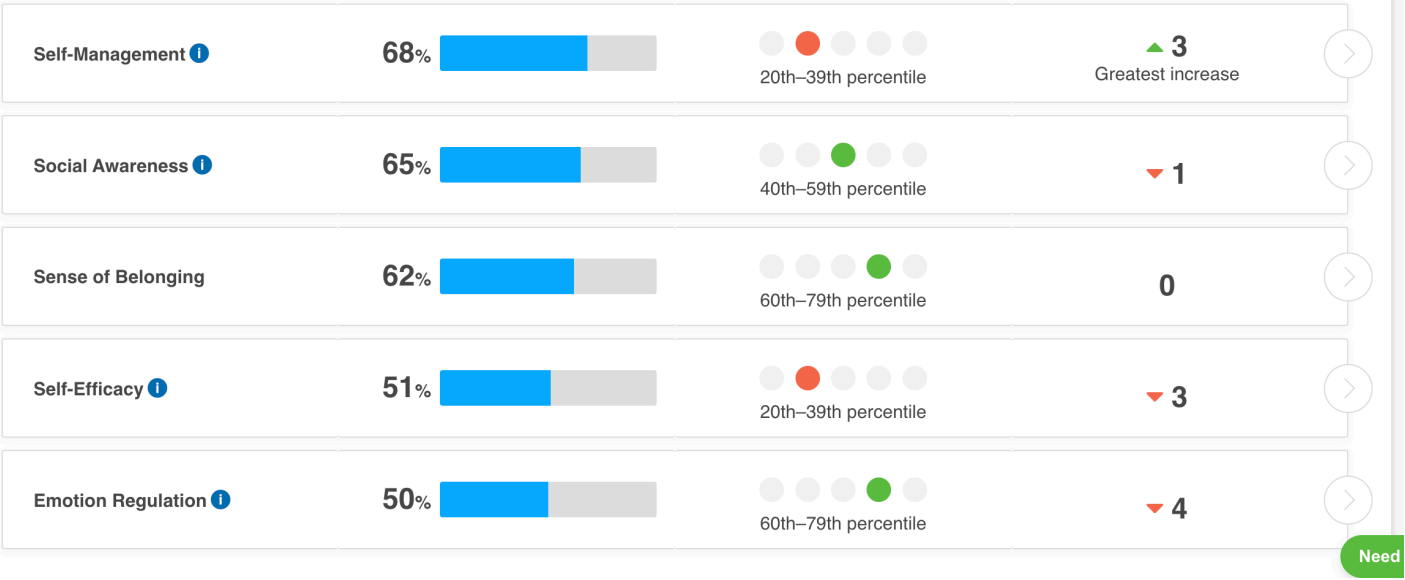 Self-Management i
68%
20th–39th percentile
3
Greatest increase
Social Awareness i
65%
40th–59th percentile
1
Sense of Belonging
62%
60th–79th percentile
0
Self-Efficacy i
51%
20th–39th percentile
3
Emotion Regulation i
50%
60th–79th percentile
4
Need